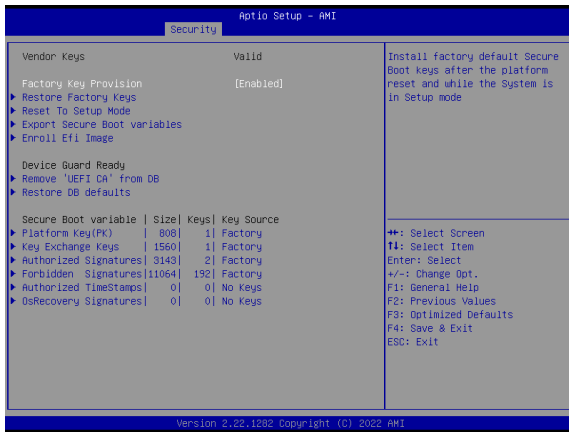 Aptio Setup - AMI
Security
Vendor Keys Valid
Factory Key Provision [Enabled]
Restore Factory Keys
Reset To Setup Mode
Export Secure Boot variables
Enroll Efi Image
Device Guard Ready
Remove 'UEFI CA' from DB
Restore DB defaults
Secure Boot variable | Size| Keys| Key Source
Platform Key(PK) | 808| 1| Factory
Key Exchange Keys | 1560| 1| Factory
Authorized Signatures| 3143| 2| Factory
Forbidden Signatures|11064| 192| Factory
Authorized TimeStamps| 0| 0| No Keys
OsRecovery Signatures| 0| 0| No Keys
Install factory default Secure
Boot keys after the platform
reset and while the System is
in Setup mode
↔: Select Screen
↑↓: Select Item
Enter: Select
+/-: Change Opt.
F1: General Help
F2: Previous Values
F3: Optimized Defaults
F4: Save & Exit
ESC: Exit
Version 2.22.1282 Copyright (C) 2022 AMI